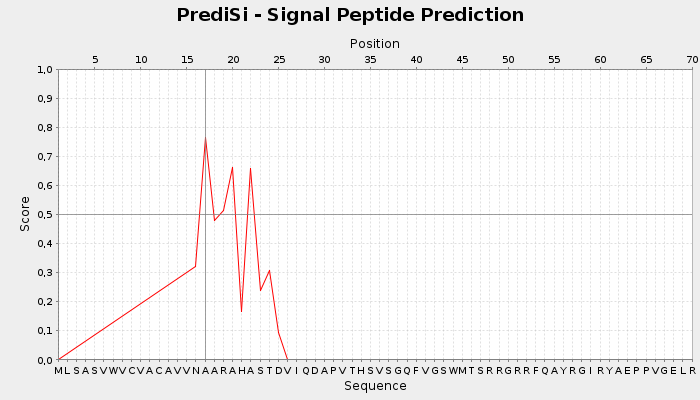 PrediSi - Signal Peptide Prediction
Position
5 10 15 20 25 30 35 40 45 50 55 60 65 70
1,0
0,9
0,8
0,7
0,6
0,5
0,4
0,3
0,2
0,1
0,0
Score
M L S A S V W V C V A C A V V N A A R A H A S T D V I Q D A P V T H S V S G Q F V G S W M T S R R G R R F Q A Y R G I R Y A E P P V G E L R
Sequence